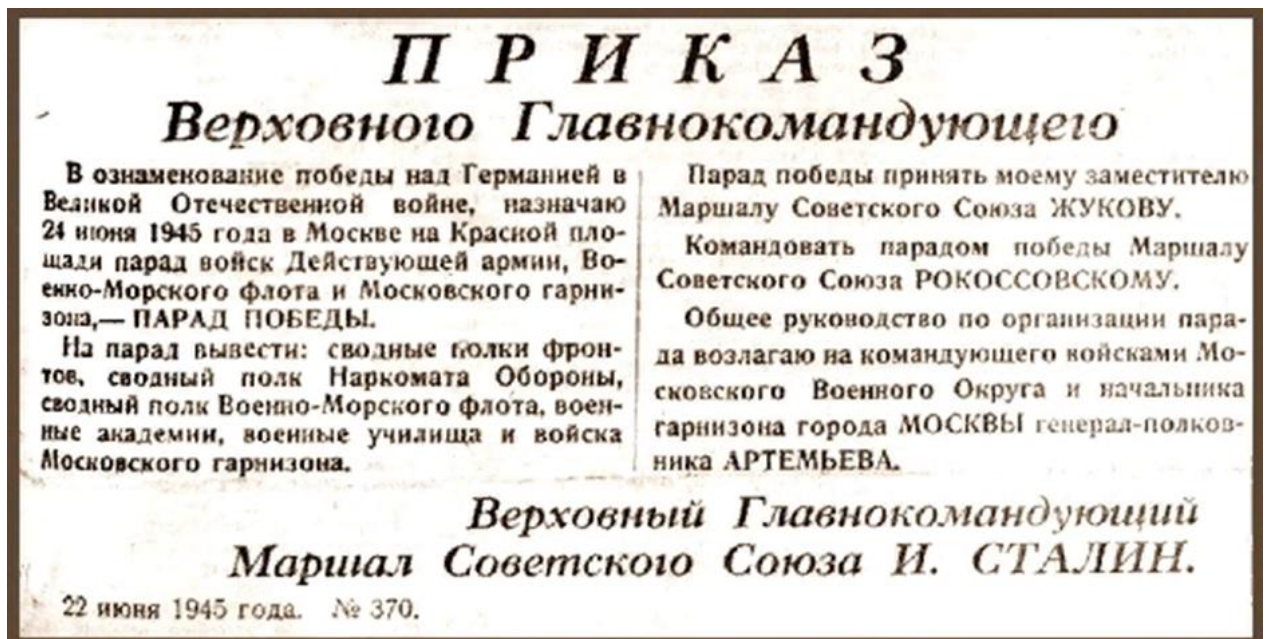 ПРИКАЗ
Верховного Главнокомандующего
В ознаменование победы над Германией в
Великой Отечественной войне, назначаю
24 июня 1945 года в Москве на Красной пло-
щади парад войск Действующей армии, Во-
енно-Морского флота и Московского гарни-
зона,— ПАРАД ПОБЕДЫ.
На парад вывести: сводные полки фрон-
тов, сводный полк Наркомата Обороны,
сводный полк Военно-Морского флота, воен-
ные академии, военные училища и войска
Московского гарнизона.
Парад победы принять моему заместителю
Маршалу Советского Союза ЖУКОВУ.
Командовать парадом победы Маршалу
Советского Союза РОКОССОВСКОМУ.
Общее руководство по организации пара-
да возлагаю на командующего войсками Мо-
сковского Военного Округа и начальника
гарнизона города МОСКВЫ генерал-полков-
ника АРТЕМЬЕВА.
Верховный Главнокомандующий
Маршал Советского Союза И. СТАЛИН.
22 июня 1945 года. № 370.